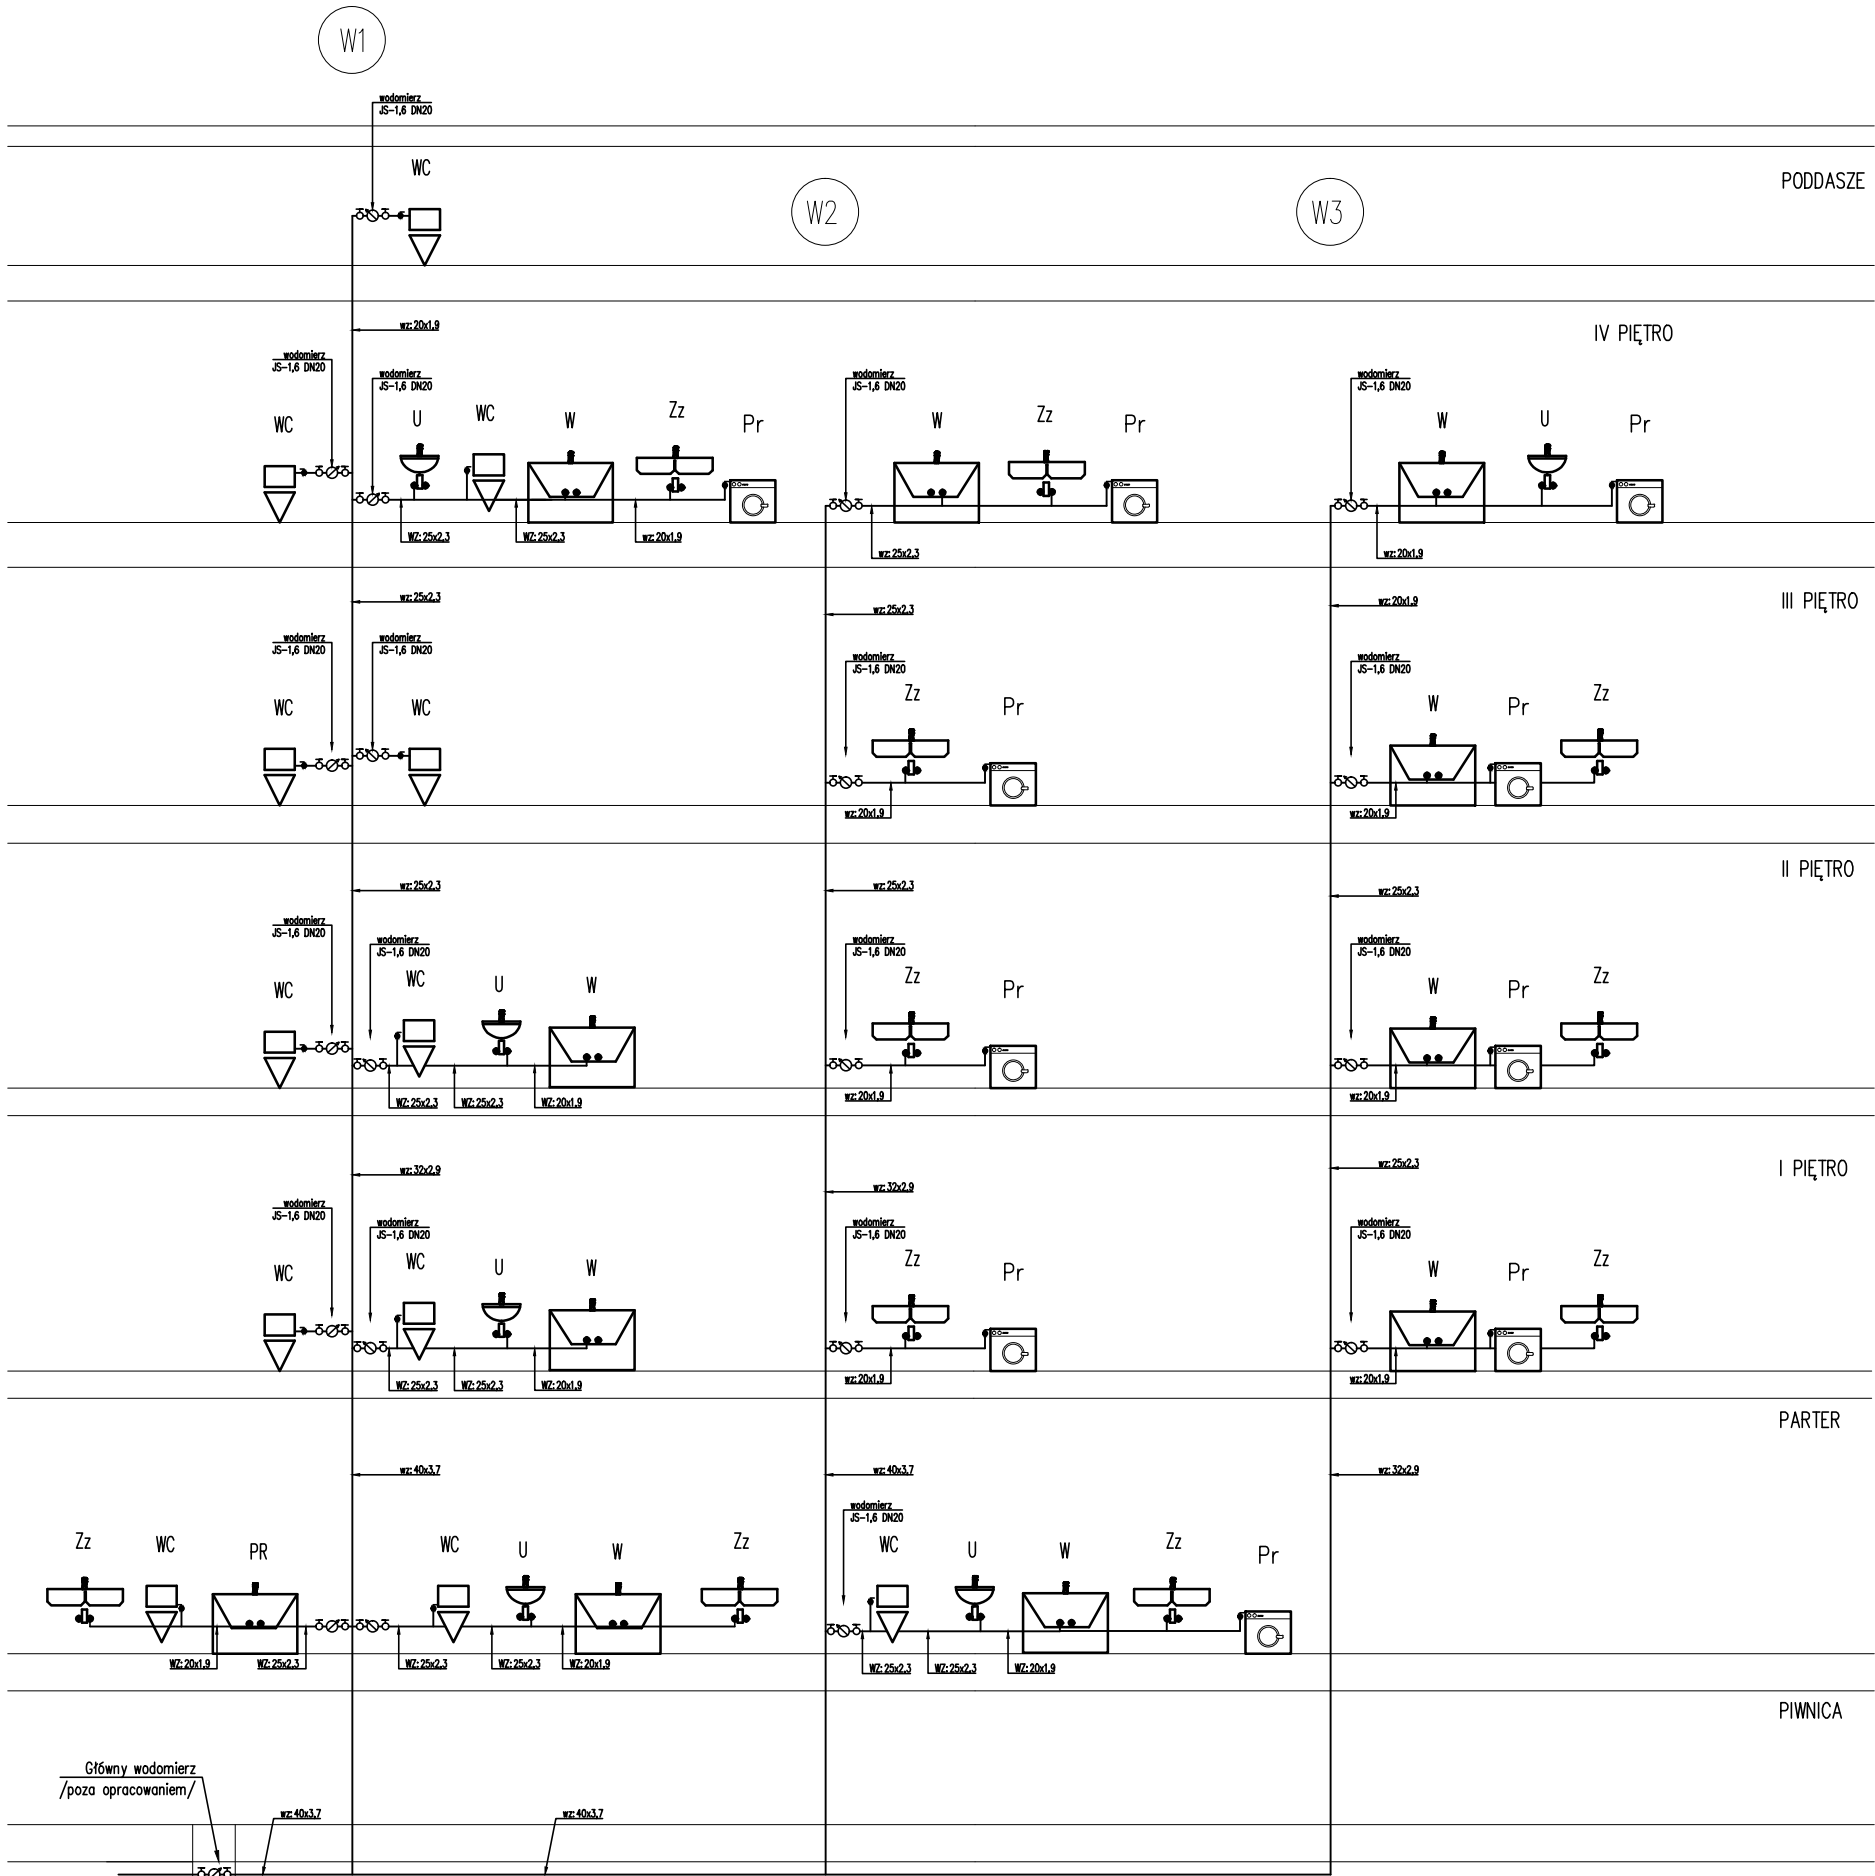 W1
wodomierz
JS-1,6 DN20
WC
PODDASZE
W2
W3
wz: 20x1.9
IV PIĘTRO
wodomierz
JS-1,6 DN20
wodomierz
JS-1,6 DN20
wodomierz
JS-1,6 DN20
wodomierz
JS-1,6 DN20
WC
U
WC
W
Zz
Pr
W
Zz
Pr
W
U
Pr
WZ: 25x2.3
WZ: 25x2.3
wz: 20x1.9
wz: 25x2.3
wz: 20x1.9
wz: 25x2.3
wz: 25x2.3
wz: 20x1.9
III PIĘTRO
wodomierz
JS-1,6 DN20
wodomierz
JS-1,6 DN20
wodomierz
JS-1,6 DN20
wodomierz
JS-1,6 DN20
WC
WC
Zz
Pr
W
Pr
Zz
wz: 20x1.9
wz: 20x1.9
wz: 25x2.3
wz: 25x2.3
wz: 25x2.3
II PIĘTRO
wodomierz
JS-1,6 DN20
wodomierz
JS-1,6 DN20
wodomierz
JS-1,6 DN20
wodomierz
JS-1,6 DN20
WC
WC
U
W
Zz
Pr
W
Pr
Zz
WZ: 25x2.3
WZ: 25x2.3
WZ: 20x1.9
wz: 20x1.9
wz: 20x1.9
wz: 32x2.9
wz: 32x2.9
wz: 25x2.3
I PIĘTRO
wodomierz
JS-1,6 DN20
wodomierz
JS-1,6 DN20
wodomierz
JS-1,6 DN20
wodomierz
JS-1,6 DN20
WC
WC
U
W
Zz
Pr
W
Pr
Zz
WZ: 25x2.3
WZ: 25x2.3
WZ: 20x1.9
wz: 20x1.9
wz: 20x1.9
PARTER
wz: 40x3.7
wz: 40x3.7
wz: 32x2.9
wodomierz
JS-1,6 DN20
Zz
WC
PR
WC
U
W
Zz
WC
U
W
Zz
Pr
WZ: 20x1.9
WZ: 25x2.3
WZ: 25x2.3
WZ: 25x2.3
WZ: 20x1.9
WZ: 25x2.3
WZ: 25x2.3
WZ: 20x1.9
PIWNICA
Główny wodomierz
/poza opracowaniem/
wz: 40x3.7
wz: 40x3.7